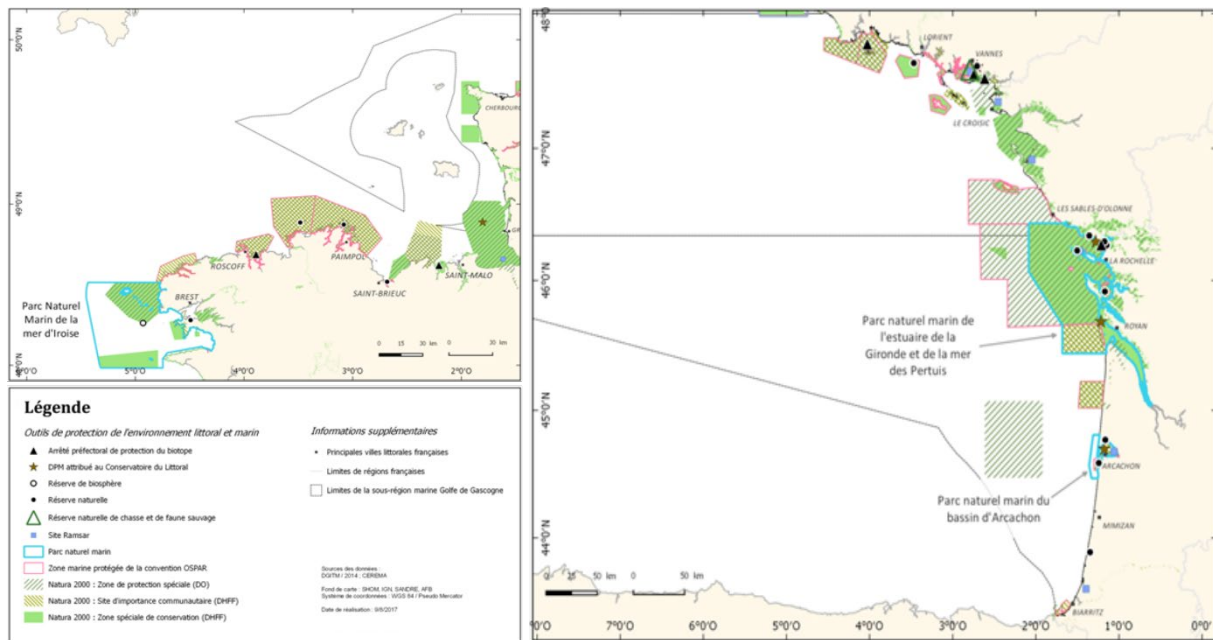 50°0'N
49°0'N
48°0'N
6°0'O
5°0'O
4°0'O
3°0'O
2°0'O
CHERBOURG
ROSCOFF
PAIMPOL
SAINT-MALO
SAINT-BRIEUC
BREST
Parc Naturel
Marin de la
mer d'Iroise
30 0 15 30 km
0 30 km
Légende
Outils de protection de l'environnement littoral et marin
Arrêté préfectoral de protection du biotope
DPM attribué au Conservatoire du Littoral
Réserve de biosphère
Réserve naturelle
Réserve naturelle de chasse et de faune sauvage
Site Ramsar
Parc naturel marin
Zone marine protégée de la convention OSPAR
Natura 2000 : Zone de protection spéciale (DO)
Natura 2000 : Site d'importance communautaire (DHFF)
Natura 2000 : Zone spéciale de conservation (DHFF)
Informations supplémentaires
Principales villes littorales françaises
Limites de régions françaises
Limites de la sous-région marine Golfe de Gascogne
Sources des données :
DGITM / 2014 ; CEREMA
Fond de carte : SHOM, IGN, SANDRE, AFB
Système de coordonnées : WGS 84 / Pseudo Mercator
Date de réalisation : 9/6/2017
48°0'N
47°0'N
46°0'N
45°0'N
44°0'N
LORIENT
VANNES
LE CROISIC
LES SABLES-D'OLONNE
LA ROCHELLE
ROYAN
Parc naturel marin de
l'estuaire de la
Gironde et de la mer
des Pertuis
ARCACHON
Parc naturel marin du
bassin d'Arcachon
MIMIZAN
BIARRITZ
50 0 25 50 km
0 50 km
8°0'O
7°0'O
6°0'O
5°0'O
4°0'O
3°0'O
2°0'O
1°0'O